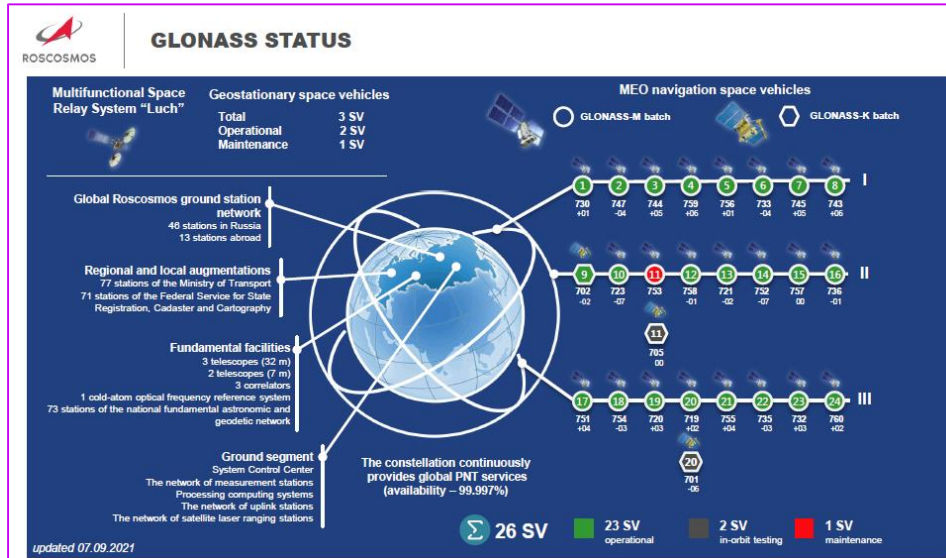 ROSCOSMOS
GLONASS STATUS
Multifunctional Space
Relay System “Luch”
Geostationary space vehicles
Total 3 SV
Operational 2 SV
Maintenance 1 SV
MEO navigation space vehicles
GLONASS-M batch
GLONASS-K batch
Global Roscosmos ground station
network
46 stations in Russia
13 stations abroad
Regional and local augmentations
77 stations of the Ministry of Transport
71 stations of the Federal Service for State
Registration, Cadaster and Cartography
Fundamental facilities
3 telescopes (32 m)
2 telescopes (7 m)
3 correlators
1 cold-atom optical frequency reference system
73 stations of the national fundamental astronomic and
geodetic network
Ground segment
System Control Center
The network of measurement stations
Processing computing systems
The network of uplink stations
The network of satellite laser ranging stations
1 2 3 4 5 6 7 8 I
730 747 744 759 756 733 745 743
+01 -04 +05 +06 +01 -04 +05 +06
9 10 11 12 13 14 15 16 II
702 723 753 758 721 752 757 736
-02 -07 -01 -02 -07 00 -01
11
705
00
17 18 19 20 21 22 23 24 III
751 754 720 719 755 735 732 760
+04 -03 +03 +02 +04 -03 +03 +02
20
701
-06
The constellation continuously
provides global PNT services
(availability – 99.997%)
Σ 26 SV
23 SV
operational
2 SV
in-orbit testing
1 SV
maintenance
updated 07.09.2021